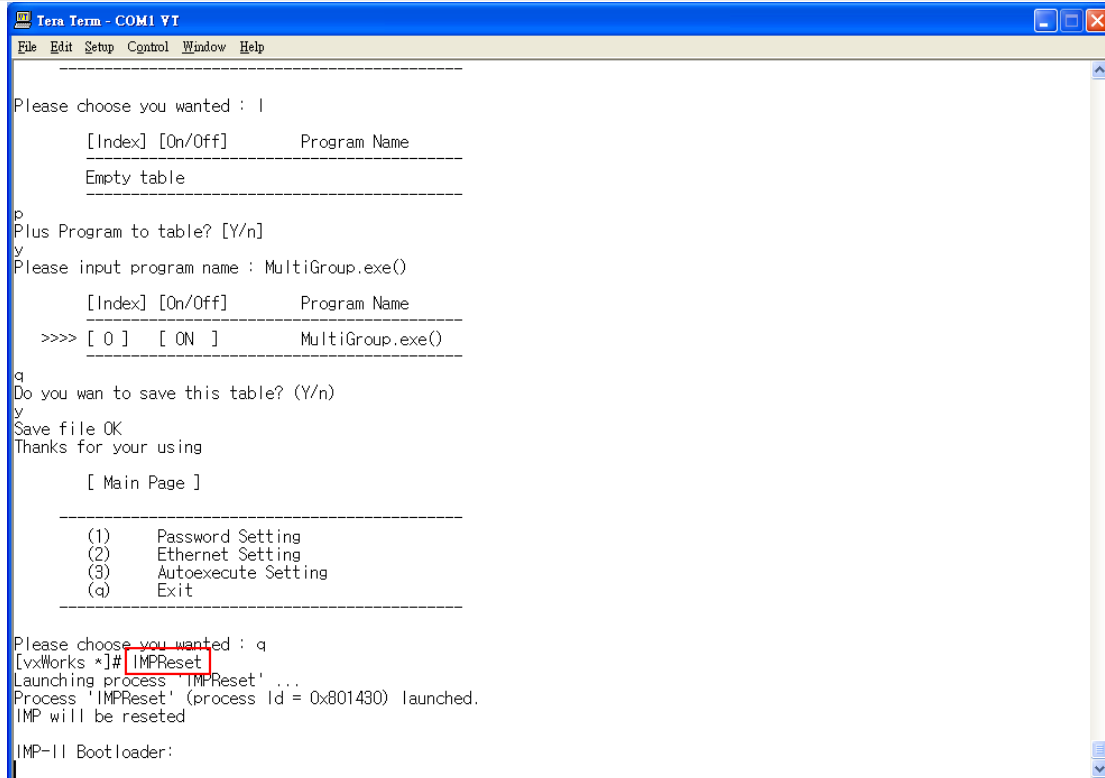 Tera Term - COM1 VT
File Edit Setup Control Window Help
Please choose you wanted : l
[Index] [On/Off] Program Name
Empty table
p
Plus Program to table? [Y/n]
y
Please input program name : MultiGroup.exe()
[Index] [On/Off] Program Name
>>>> [ 0 ] [ ON ] MultiGroup.exe()
q
Do you wan to save this table? (Y/n)
y
Save file OK
Thanks for your using
[ Main Page ]
(1) Password Setting
(2) Ethernet Setting
(3) Autoexecute Setting
(q) Exit
Please choose you wanted : q
[vxWorks *]# IMPReset
Launching process 'IMPReset' ...
Process 'IMPReset' (process Id = 0x801430) launched.
IMP will be reseted
IMP-II Bootloader: